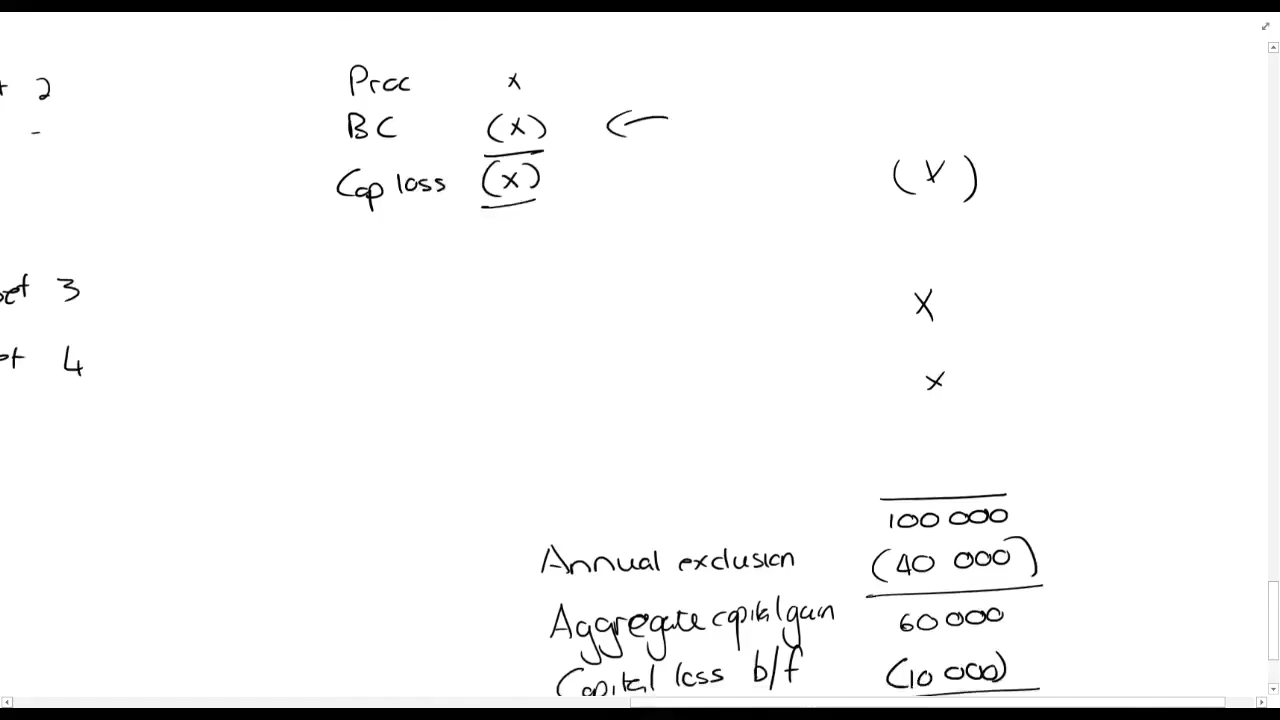 2
Proc x
BC (x)
Cap loss (x) (x)
3 X
4 x
100 000
Annual exclusion (40 000)
Aggregate capital gain 60 000
Capital loss b/f (10 000)